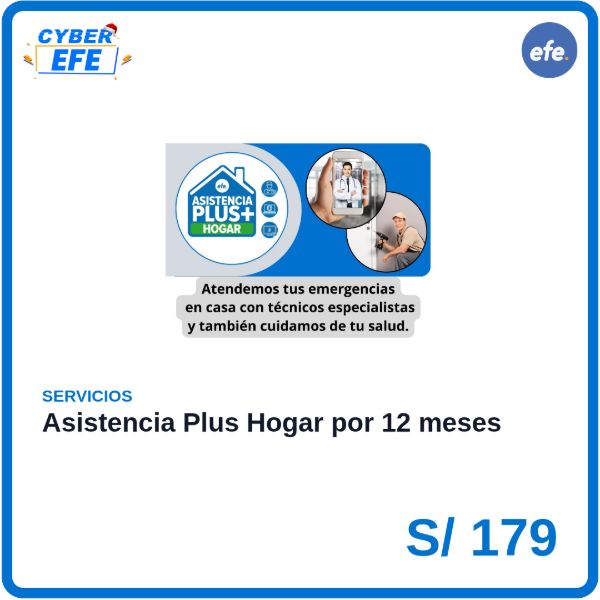 CYBER
EFE
efe.
efe
ASISTENCIA
PLUS+
HOGAR
Atendemos tus emergencias
en casa con técnicos especialistas
y también cuidamos de tu salud.
SERVICIOS
Asistencia Plus Hogar por 12 meses
S/ 179